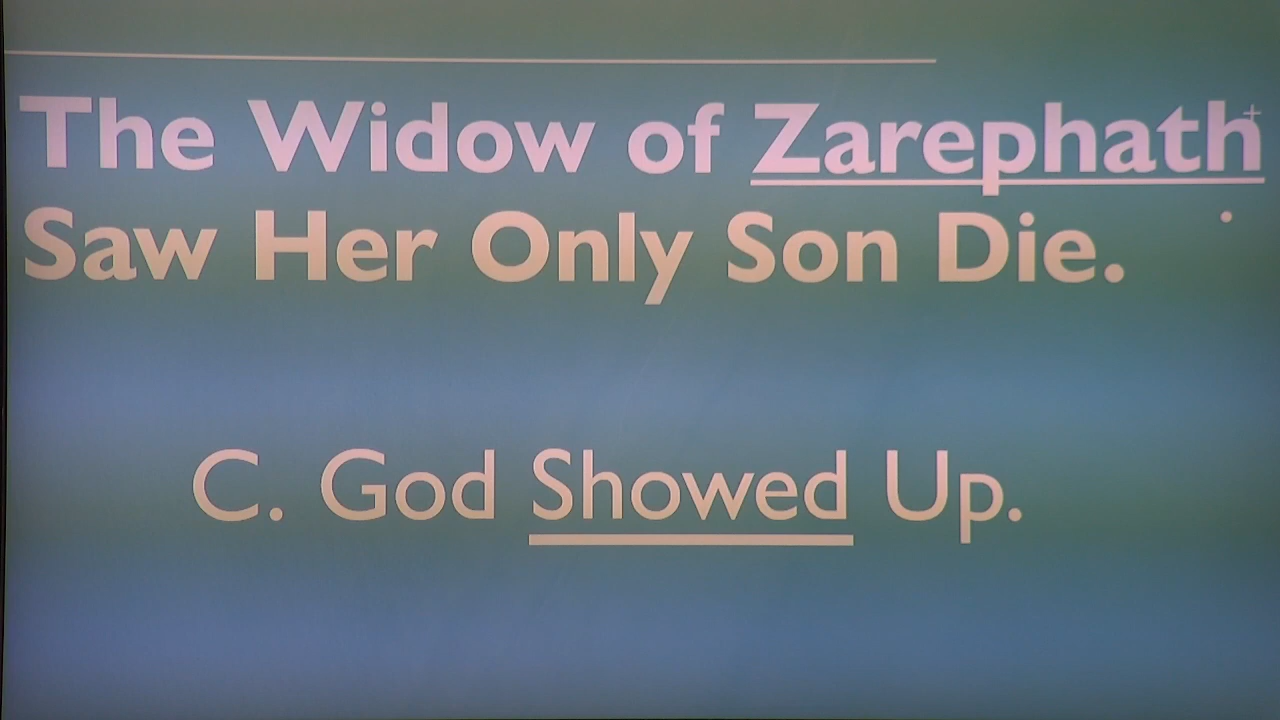 The Widow of Zarephath
Saw Her Only Son Die.
C. God Showed Up.